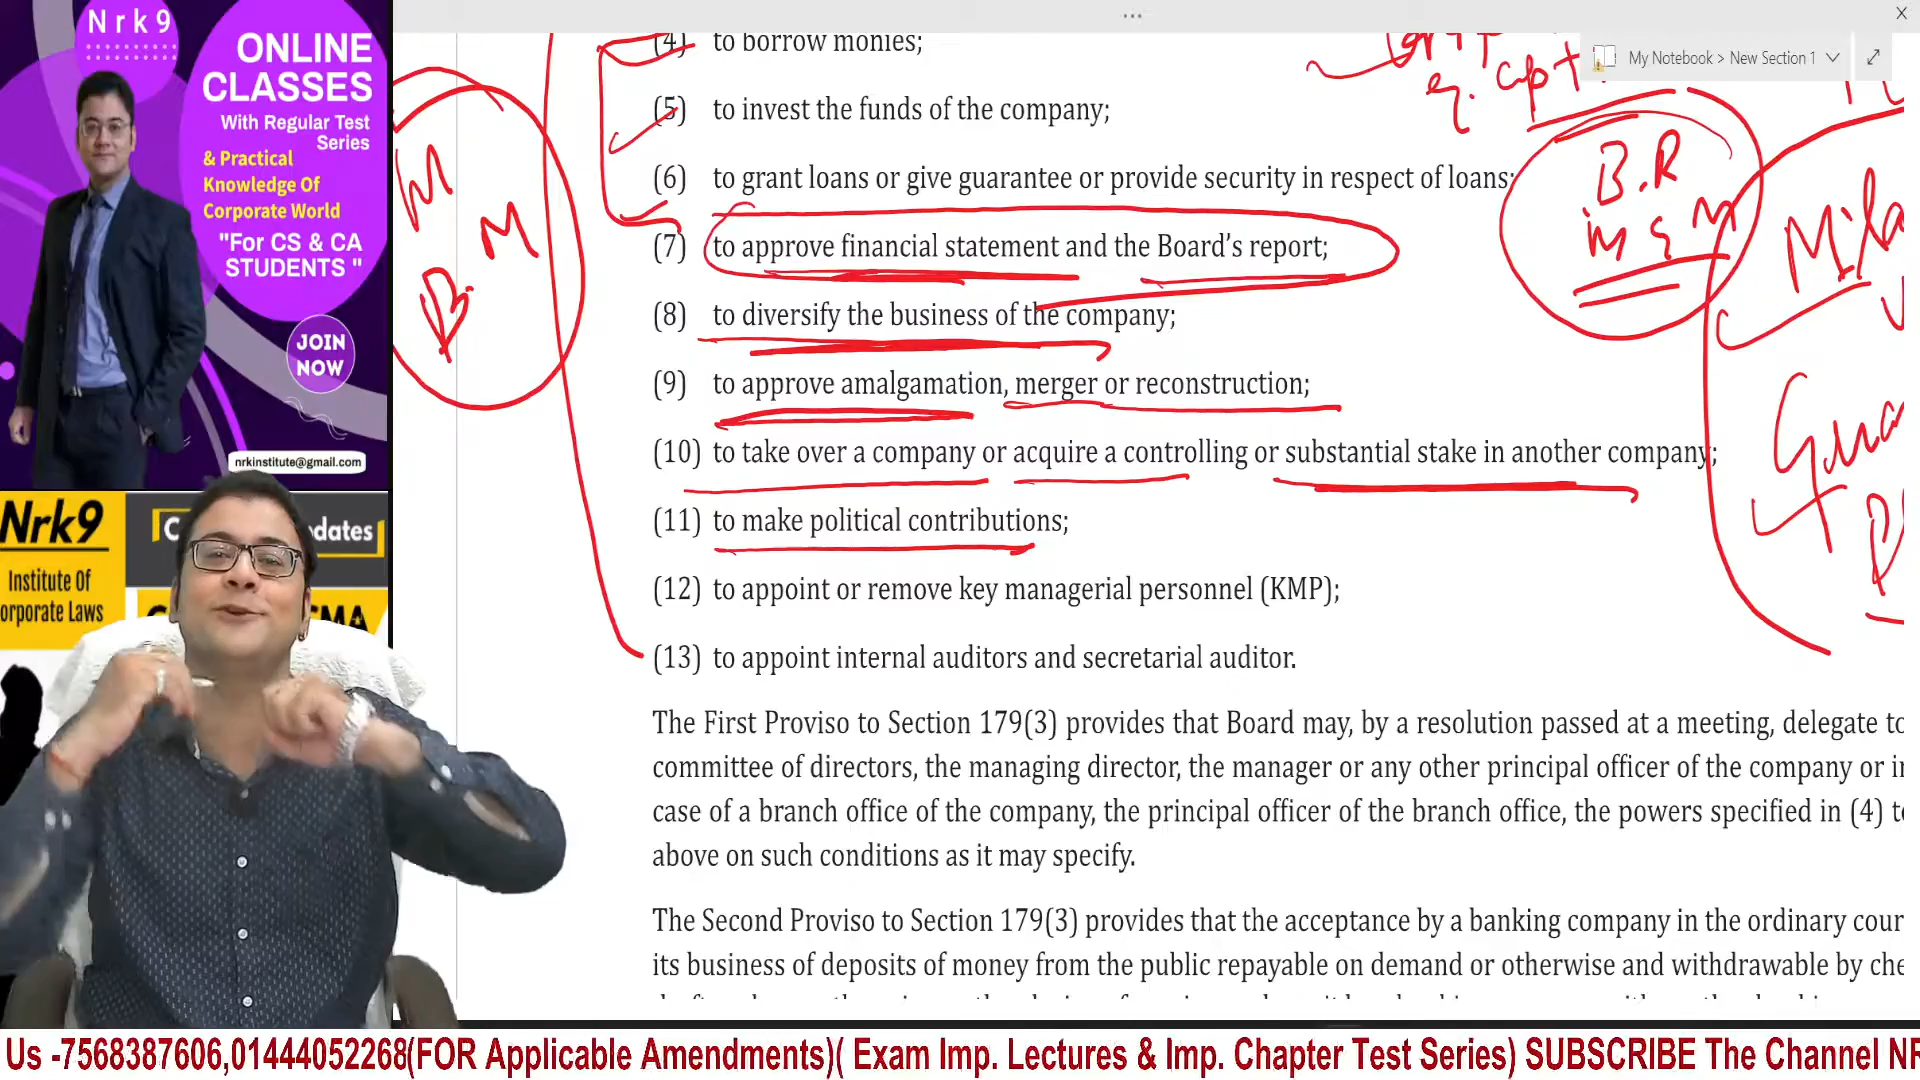 Nrk9
ONLINE
CLASSES
With Regular Test
Series
& Practical
Knowledge Of
Corporate World
"For CS & CA
STUDENTS "
JOIN
NOW
nrkinstitute@gmail.com
Nrk9
Institute Of
orporate Laws
dates
My Notebook > New Section 1
(4) to borrow monies;
(5) to invest the funds of the company;
(6) to grant loans or give guarantee or provide security in respect of loans;
(7) to approve financial statement and the Board's report;
(8) to diversify the business of the company;
(9) to approve amalgamation, merger or reconstruction;
(10) to take over a company or acquire a controlling or substantial stake in another company;
(11) to make political contributions;
(12) to appoint or remove key managerial personnel (KMP);
(13) to appoint internal auditors and secretarial auditor.
The First Proviso to Section 179(3) provides that Board may, by a resolution passed at a meeting, delegate to
committee of directors, the managing director, the manager or any other principal officer of the company or in
case of a branch office of the company, the principal officer of the branch office, the powers specified in (4) to
above on such conditions as it may specify.
The Second Proviso to Section 179(3) provides that the acceptance by a banking company in the ordinary cour
its business of deposits of money from the public repayable on demand or otherwise and withdrawable by che
M
M
B.
B.R
in G M
Us -7568387606,01444052268(FOR Applicable Amendments)( Exam Imp. Lectures & Imp. Chapter Test Series) SUBSCRIBE The Channel NR